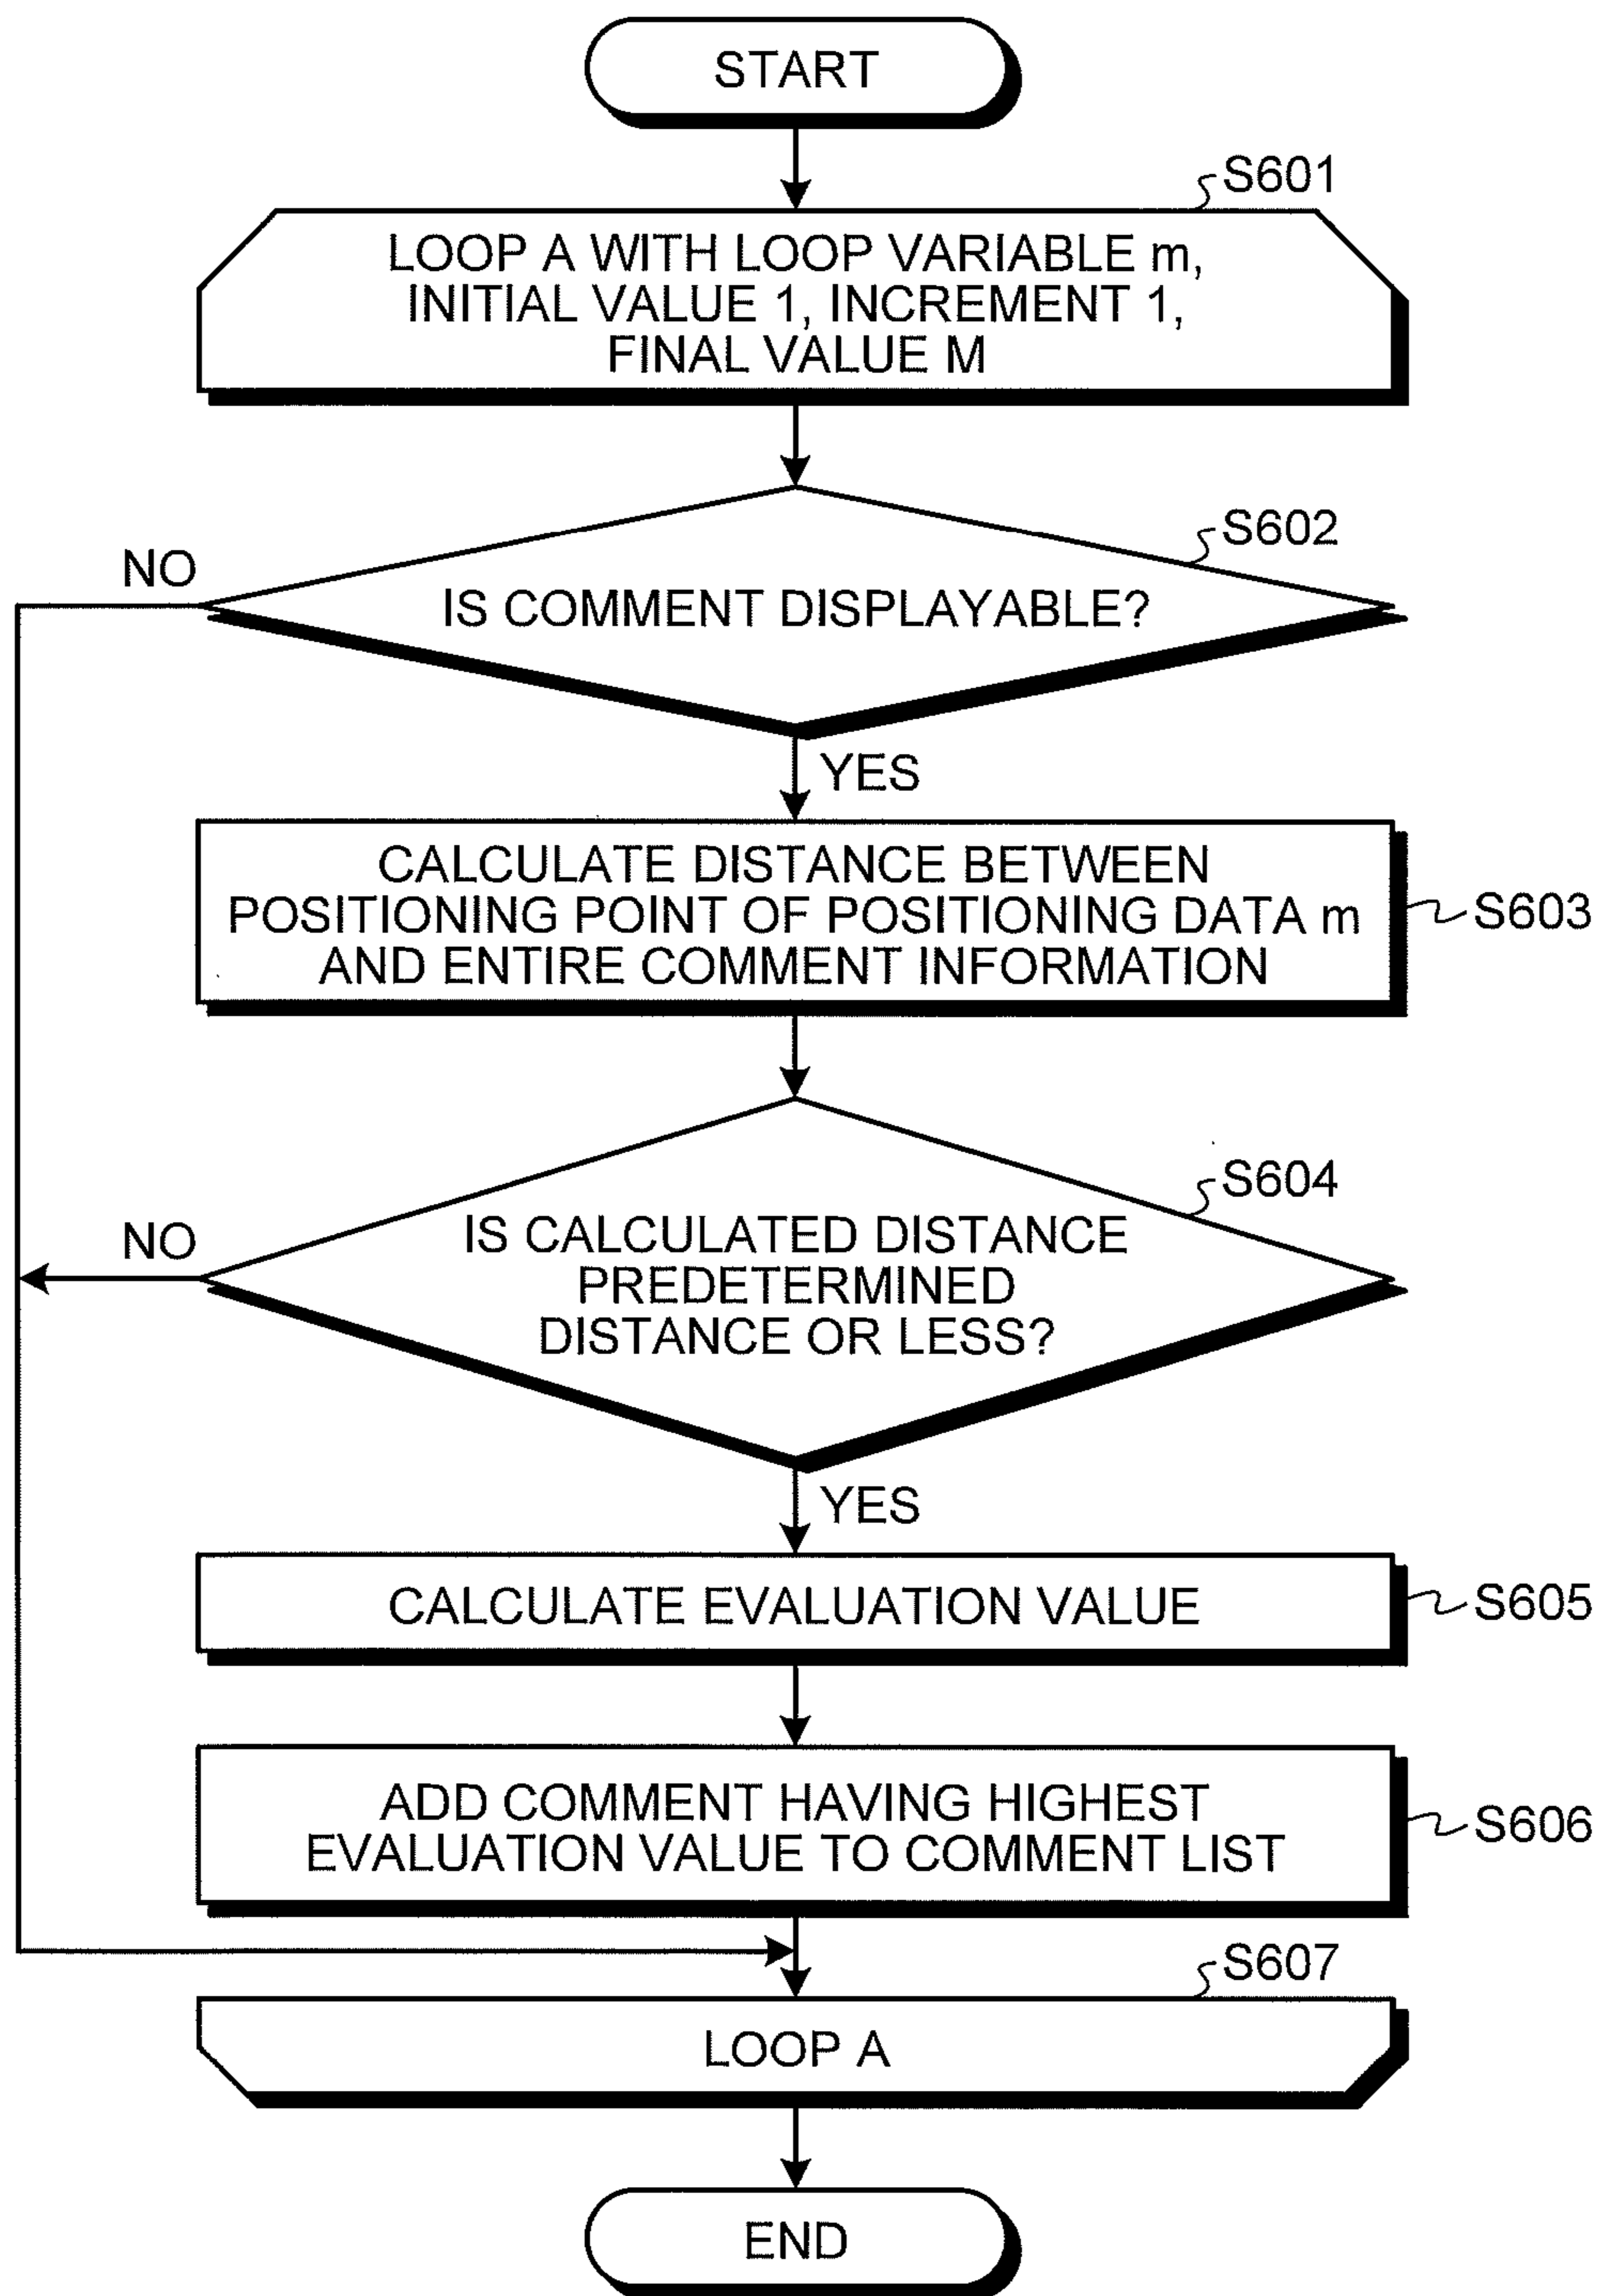 START
S601
LOOP A WITH LOOP VARIABLE m,
INITIAL VALUE 1, INCREMENT 1,
FINAL VALUE M
S602
NO
IS COMMENT DISPLAYABLE?
YES
CALCULATE DISTANCE BETWEEN
POSITIONING POINT OF POSITIONING DATA m
AND ENTIRE COMMENT INFORMATION
S603
S604
NO
IS CALCULATED DISTANCE
PREDETERMINED
DISTANCE OR LESS?
YES
CALCULATE EVALUATION VALUE
S605
ADD COMMENT HAVING HIGHEST
EVALUATION VALUE TO COMMENT LIST
S606
S607
LOOP A
END